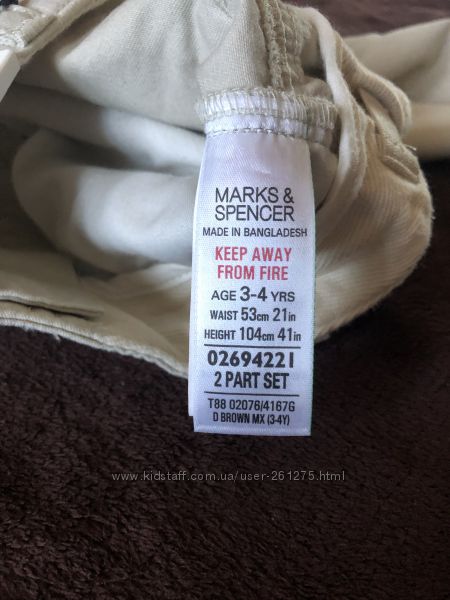 MARKS &
SPENCER
MADE IN BANGLADESH
KEEP AWAY
FROM FIRE
AGE 3-4 YRS
WAIST 53cm 21in
HEIGHT 104cm 41in
02694221
2 PART SET
T88 02076/4167G
D BROWN MX (3-4Y)
www.kidstaff.com.ua/user-261275.html